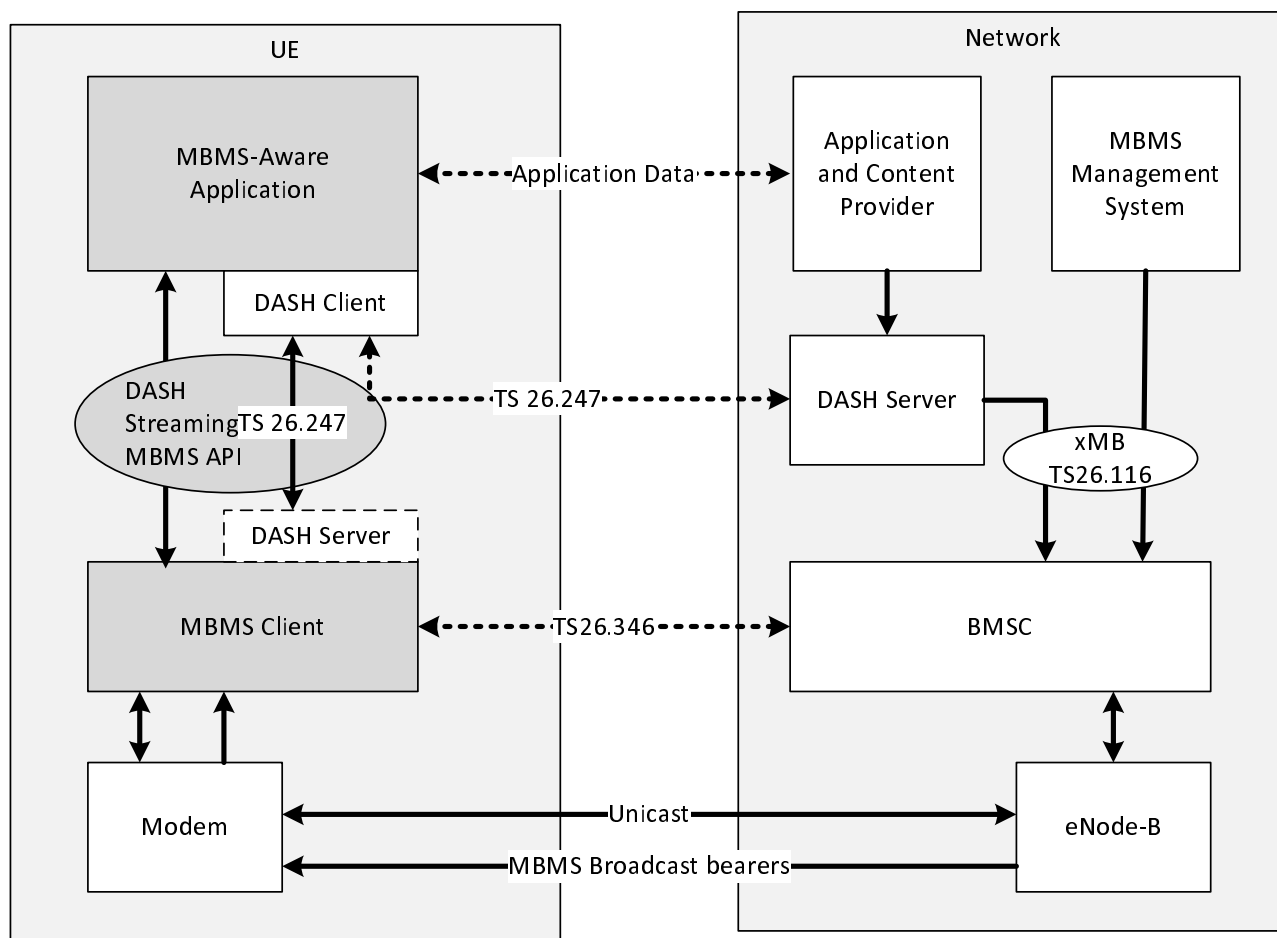 UE
Network
MBMS-Aware
Application
Application Data
Application
and Content
Provider
MBMS
Management
System
DASH Client
DASH
Streaming
MBMS API
TS 26.247
TS 26.247
DASH Server
xMB
TS26.116
DASH Server
MBMS Client
TS26.346
BMSC
Modem
Unicast
eNode-B
MBMS Broadcast bearers